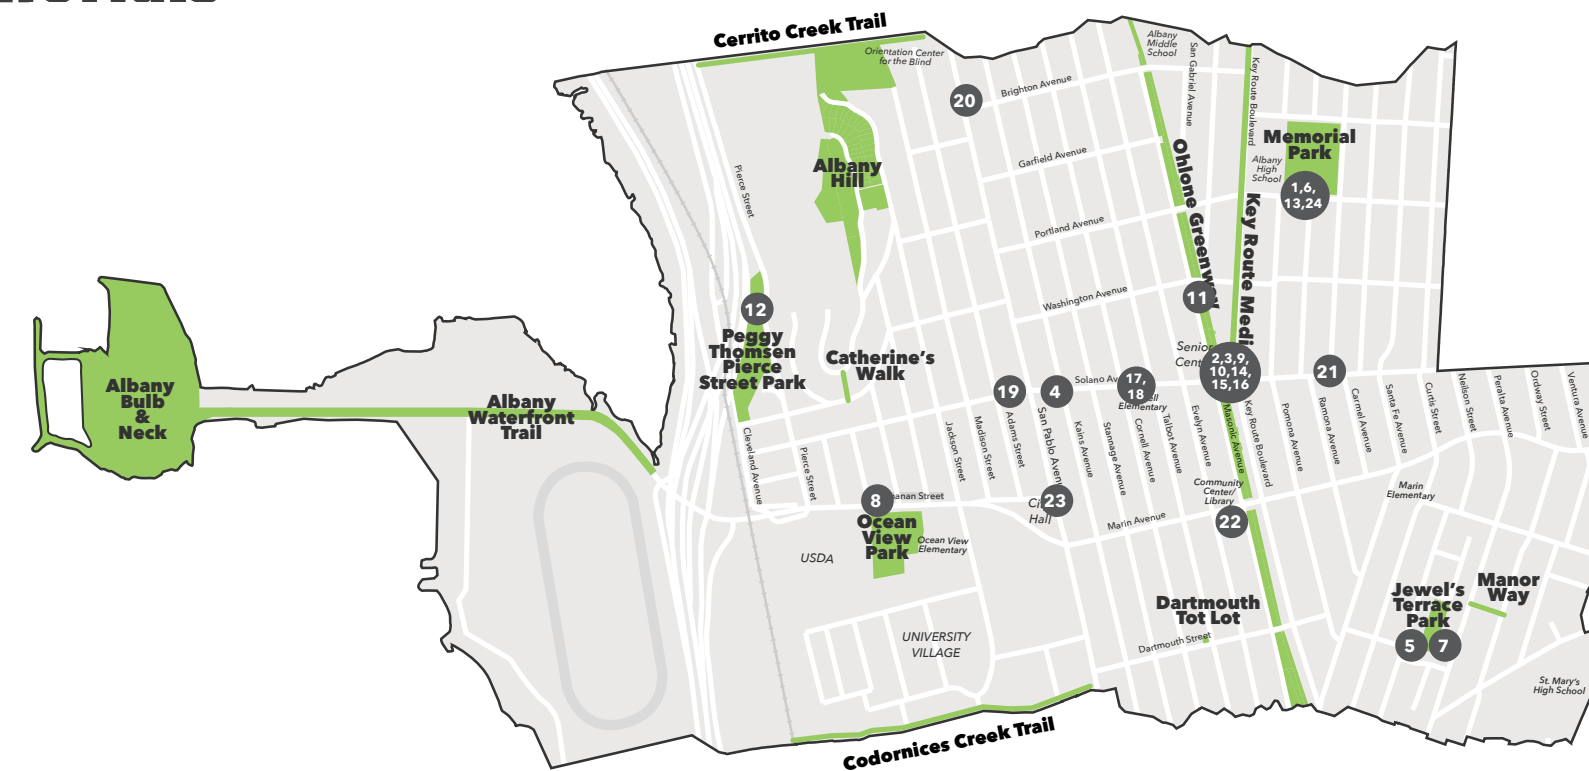 Cerrito Creek Trail
Orientation Center
for the Blind
Albany
Middle
School
San Gabriel Avenue
Key Route Boulevard
20
Brighton Avenue
Memorial
Park
Albany
High
School
1,6,
13,24
Garfield Avenue
Ohlone Greenway
Key Route Medi
Albany
Hill
Pierce Street
Portland Avenue
Washington Avenue
11
12
Peggy
Thomsen
Pierce
Street Park
Catherine's
Walk
Senior
Cent
2,3,9,
10,14,
15,16
21
19
4
Solano Av
17,
18
Elementary
Albany
Bulb
&
Neck
Albany
Waterfront
Trail
Cleveland Avenue
Pierce Street
Jackson Street
Madison Street
Adams Street
San Pablo Avenue
Kains Avenue
Stannage Avenue
Cornell Avenue
Talbot Avenue
Evelyn Avenue
Masonic Avenue
Key Route Boulevard
Pomona Avenue
Ramona Avenue
Carmel Avenue
Santa Fe Avenue
Curtis Street
Neilson Street
Peralta Avenue
Ordway Street
Ventura Avenue
8
anan Street
Ocean
View
Park
Ocean View
Elementary
23
Hall
Marin Avenue
Community
Center/
Library
22
Marin
Elementary
USDA
UNIVERSITY
VILLAGE
Dartmouth
Tot Lot
Dartmouth Street
Jewel's
Terrace
Park
5
7
Manor
Way
St. Mary's
High School
Codornices Creek Trail